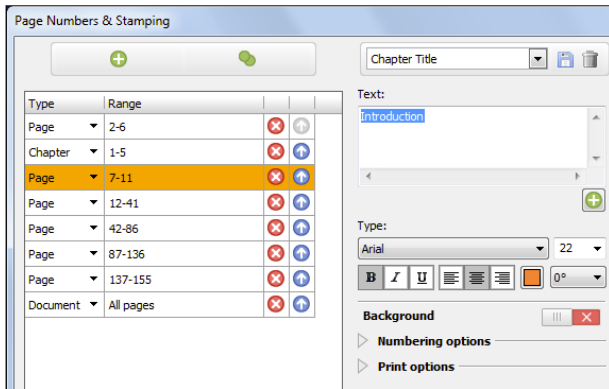 Page Numbers & Stamping
Chapter Title
Text:
Introduction
Type Range
Page 2-6
Chapter 1-5
Page 7-11
Page 12-41
Page 42-86
Page 87-136
Page 137-155
Document All pages
Type:
Arial 22
B I U 0°
Background
Numbering options
Print options